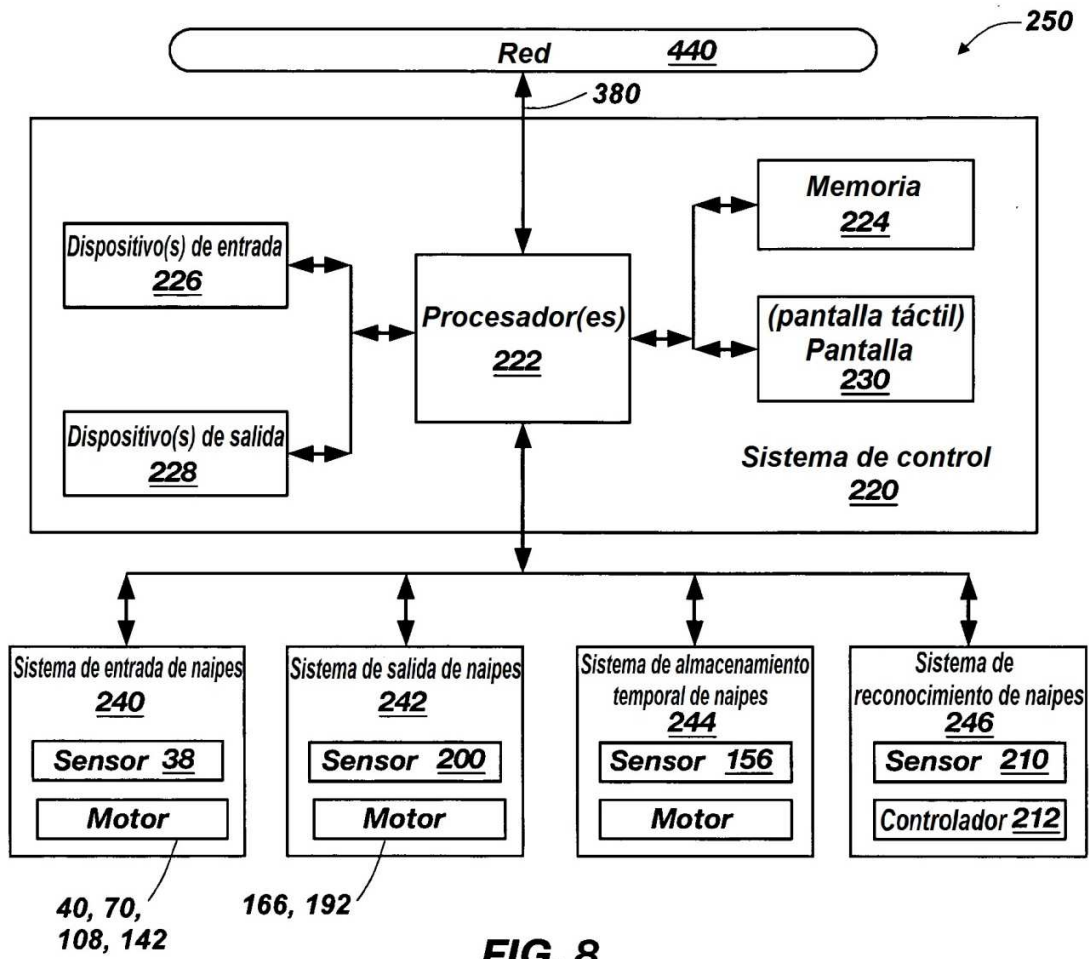 250
Red 440
380
Memoria
224
Dispositivo(s) de entrada
226
Procesador(es)
222
(pantalla táctil)
Pantalla
230
Dispositivo(s) de salida
228
Sistema de control
220
Sistema de entrada de naipes
240
Sensor 38
Motor
40, 70,
108, 142
Sistema de salida de naipes
242
Sensor 200
Motor
166, 192
Sistema de almacenamiento
temporal de naipes
244
Sensor 156
Motor
Sistema de
reconocimiento de naipes
246
Sensor 210
Controlador 212
FIG. 8